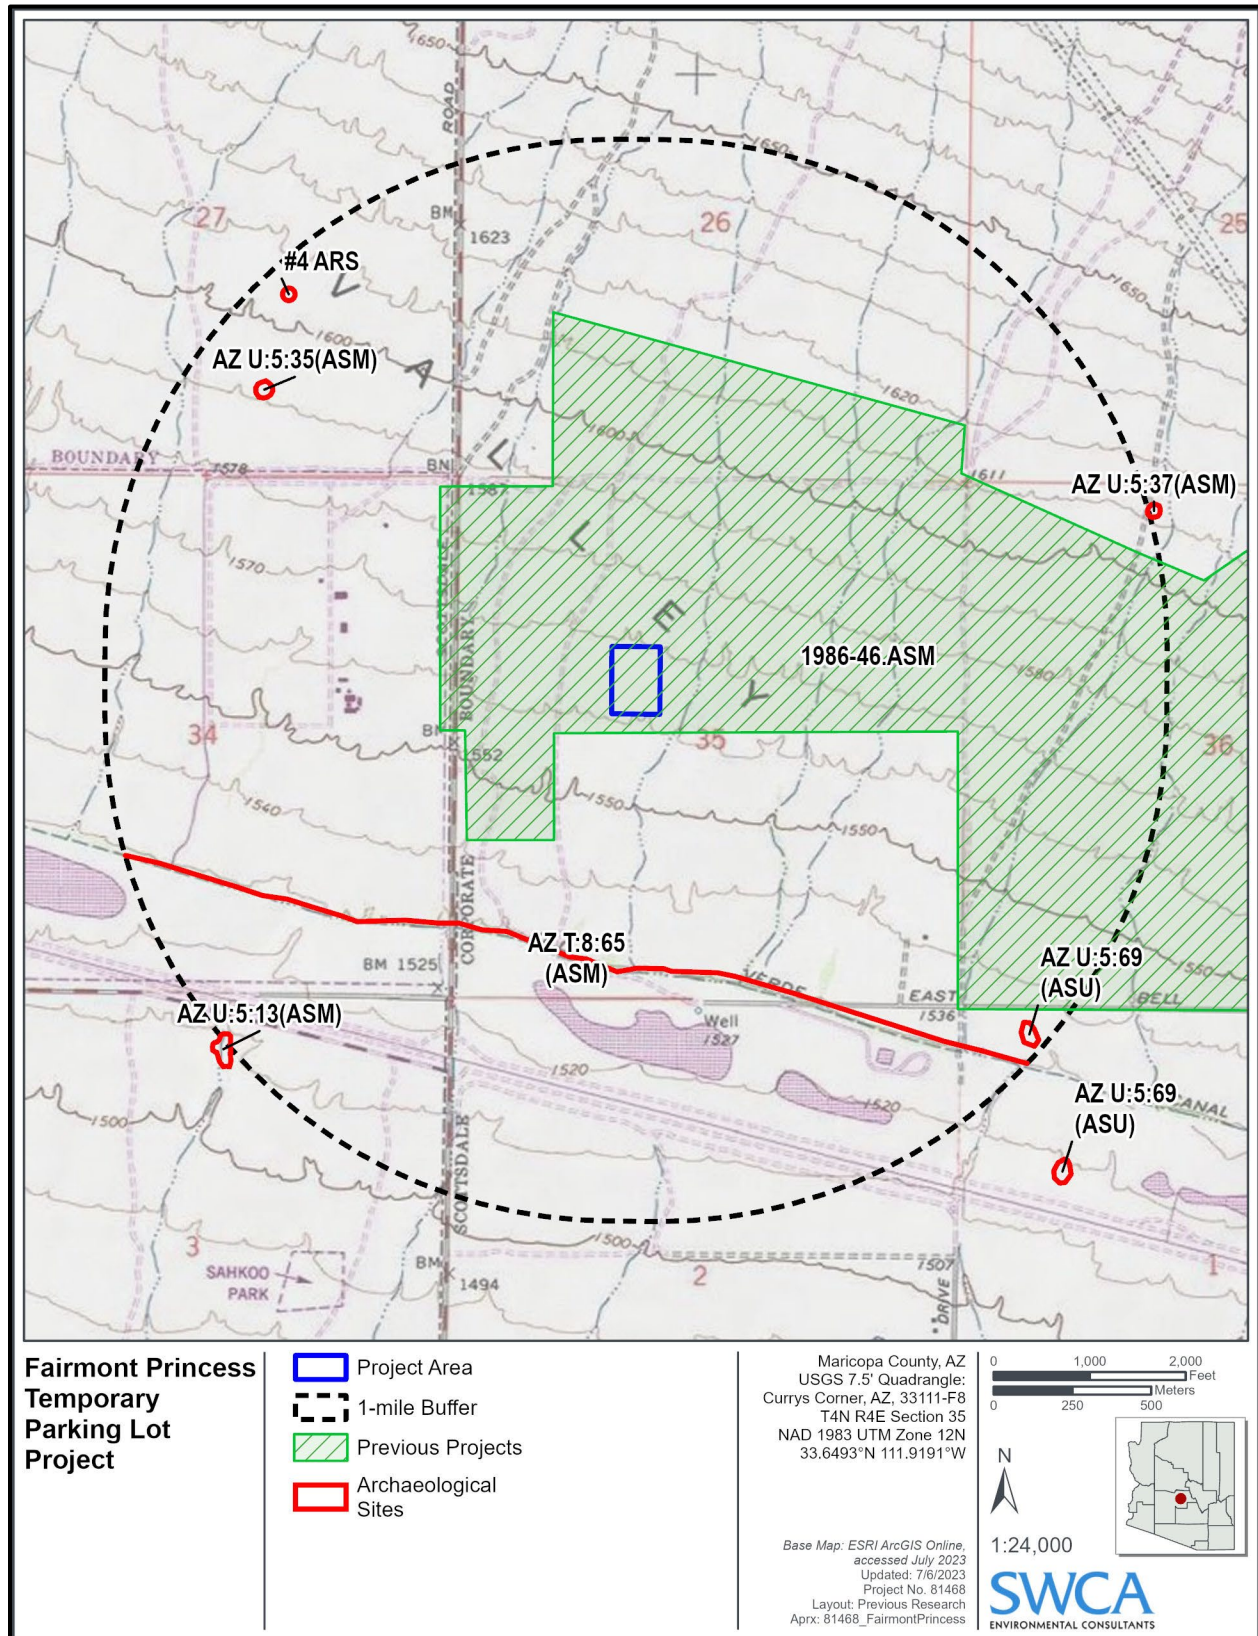 1650
ROAD
1650
27
26
25
BM
1623
#4 ARS
V
1650
1600
AZ U:5:35(ASM)
A
1620
1600
L
BOUNDARY
1578
BM
1587
1611
AZ U:5:37(ASM)
L
1570
SCOTTSDALE
BOUNDARY
E
1986-46.ASM
1580
Y
34
35
36
BM
1552
1550
1540
1550
CORPORATE
AZ T:8:65
(ASM)
BM 1525
VERDE
AZ U:5:69
(ASU)
1550
EAST
BELL
1536
AZ U:5:13(ASM)
Well
1527
1520
1520
AZ U:5:69
(ASU)
CANAL
1500
SCOTTSDALE
3
1500
2
1507
1
SAHKOO
PARK
BM
1494
DRIVE
Fairmont Princess
Temporary
Parking Lot
Project
Project Area
1-mile Buffer
Previous Projects
Archaeological
Sites
Maricopa County, AZ
USGS 7.5' Quadrangle:
Currys Corner, AZ, 33111-F8
T4N R4E Section 35
NAD 1983 UTM Zone 12N
33.6493°N 111.9191°W
Base Map: ESRI ArcGIS Online,
accessed July 2023
Updated: 7/6/2023
Project No. 81468
Layout: Previous Research
Aprx: 81468_FairmontPrincess
0 1,000 2,000
Feet
Meters
0 250 500
N
1:24,000
SWCA
ENVIRONMENTAL CONSULTANTS